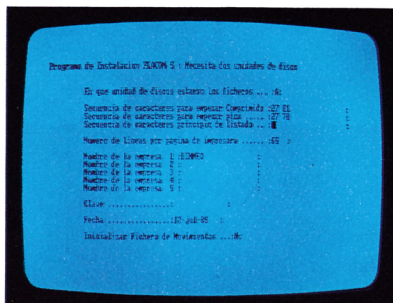 Programa de Instalacion PLACOM 5 : Necesita dos unidades de disco
En que unidad de discos estaran los ficheros ... :A:
Secuencia de caracteres para empezar Comprimido :27 21 :
Secuencia de caracteres para empezar pica ..... :27 78 :
Secuencia de caracteres principio de listado .. : :
Numero de Lineas por pagina de impresora ...... :65 :
Nombre de la empresa 1 : :
Nombre de la empresa 2 : :
Nombre de la empresa 3 : :
Nombre de la empresa 4 : :
Nombre de la empresa 5 : :
Clave ...............: :
Fecha ...............: :
Inicializar Fichero de Movimientos ...:N: